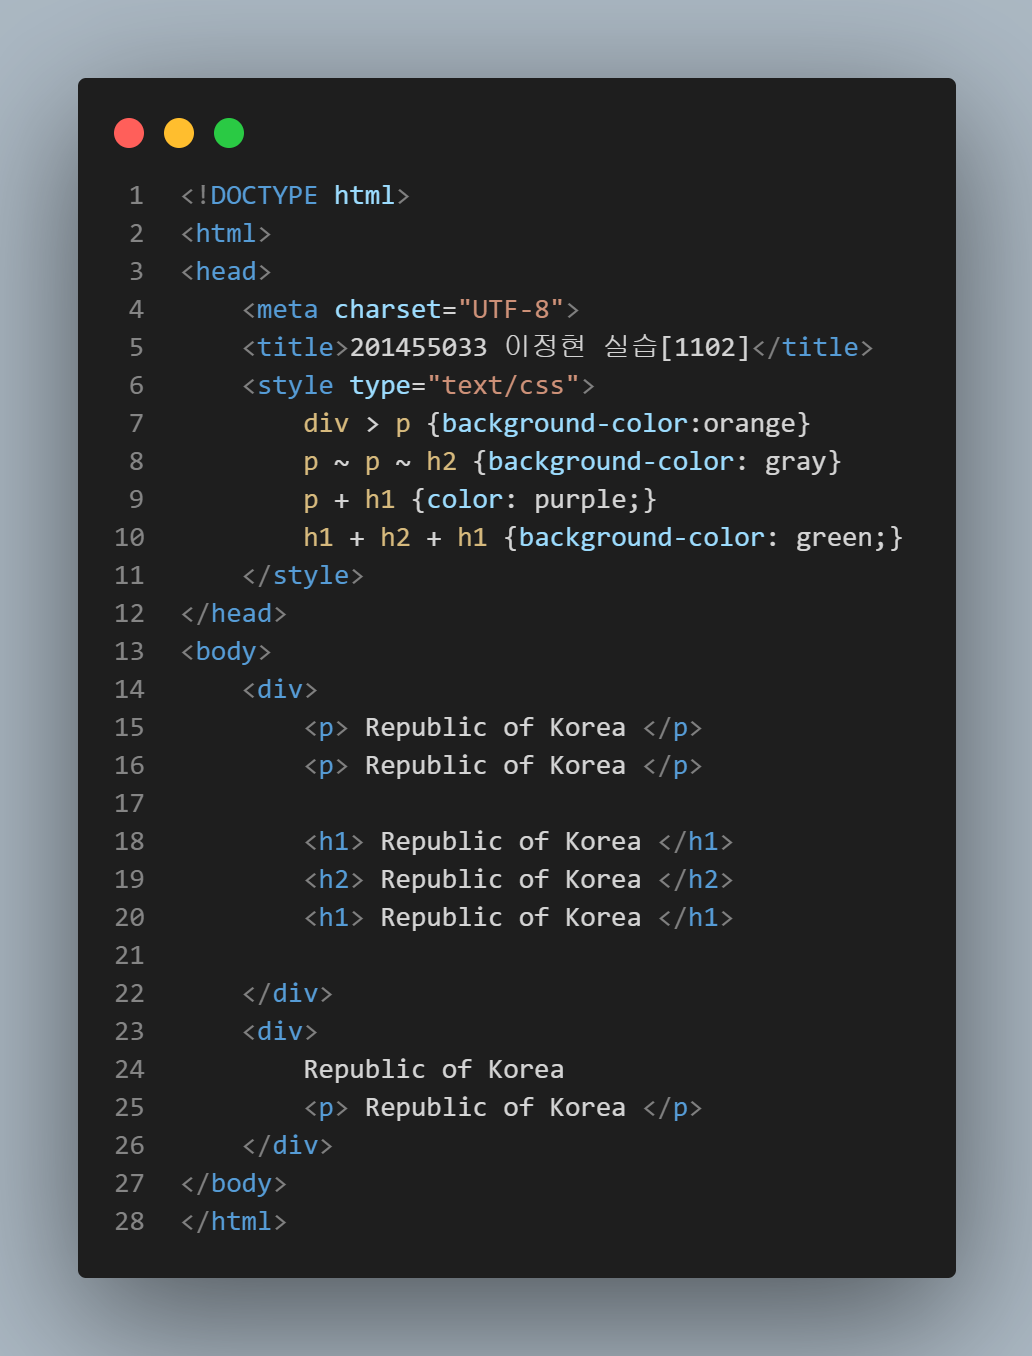 1 <!DOCTYPE html>
2 <html>
3 <head>
4     <meta charset="UTF-8">
5     <title>201455033 이정현 실습[1102]</title>
6     <style type="text/css">
7         div > p {background-color:orange}
8         p ~ p ~ h2 {background-color: gray}
9         p + h1 {color: purple;}
10         h1 + h2 + h1 {background-color: green;}
11     </style>
12 </head>
13 <body>
14     <div>
15         <p> Republic of Korea </p>
16         <p> Republic of Korea </p>
17
18         <h1> Republic of Korea </h1>
19         <h2> Republic of Korea </h2>
20         <h1> Republic of Korea </h1>
21
22     </div>
23     <div>
24         Republic of Korea
25         <p> Republic of Korea </p>
26     </div>
27 </body>
28 </html>